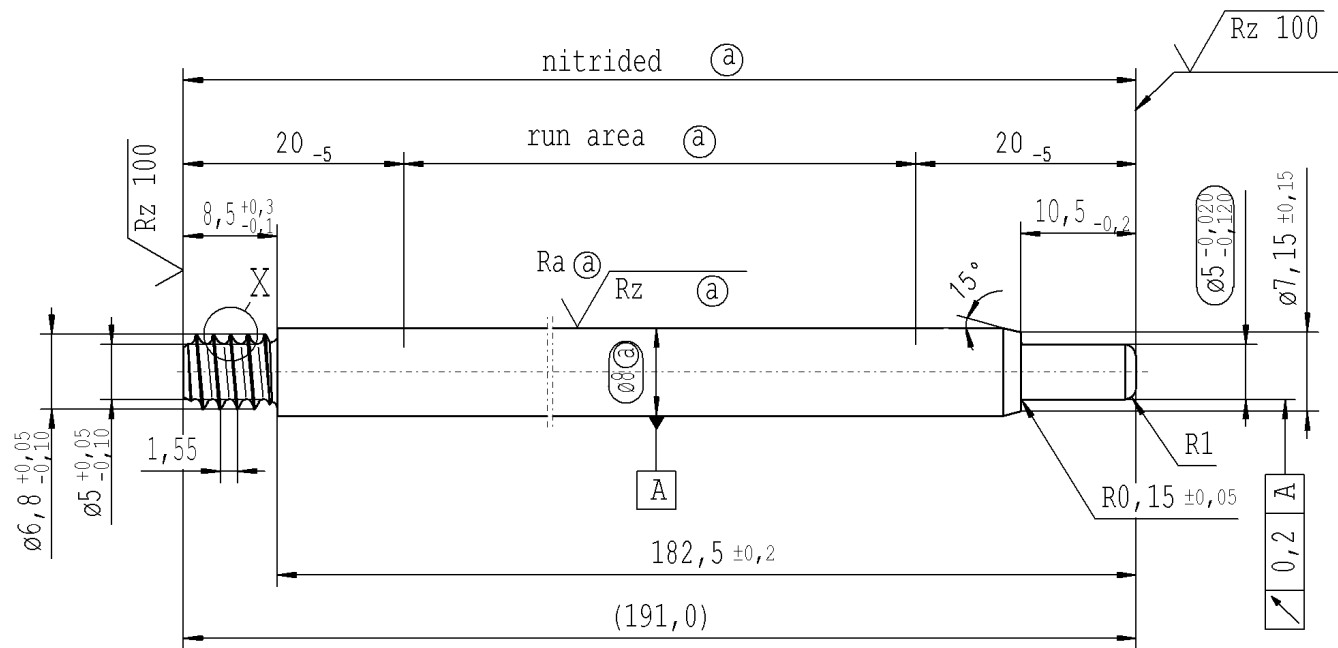 Rz 100
nitrided ⓐ
run area ⓐ
20 -5
20 -5
Rz 100
8,5 +0,3 -0,1
10,5 -0,2
ø5 -0,020 -0,120
ø7,15 ±0,15
Ra ⓐ
Rz ⓐ
X
15°
ø8 ⓐ
ø6,8 +0,05 -0,10
ø5 +0,05 -0,10
1,55
A
R1
R0,15 ±0,05
0,2 A
182,5 ±0,2
(191,0)